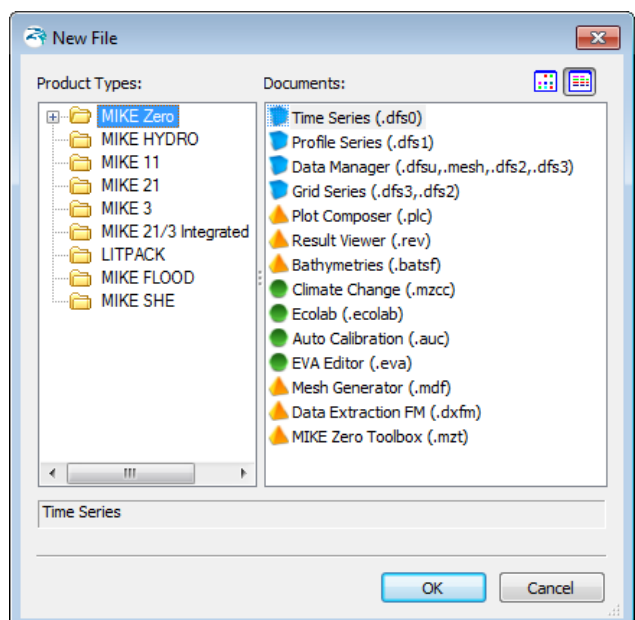 New File
Product Types:
Documents:
MIKE Zero
MIKE HYDRO
MIKE 11
MIKE 21
MIKE 3
MIKE 21/3 Integrated
LITPACK
MIKE FLOOD
MIKE SHE
Time Series (.dfs0)
Profile Series (.dfs1)
Data Manager (.dfsu,.mesh,.dfs2,.dfs3)
Grid Series (.dfs3,.dfs2)
Plot Composer (.plc)
Result Viewer (.rev)
Bathymetries (.batsf)
Climate Change (.mzcc)
Ecolab (.ecolab)
Auto Calibration (.auc)
EVA Editor (.eva)
Mesh Generator (.mdf)
Data Extraction FM (.dxfm)
MIKE Zero Toolbox (.mzt)
Time Series
OK
Cancel